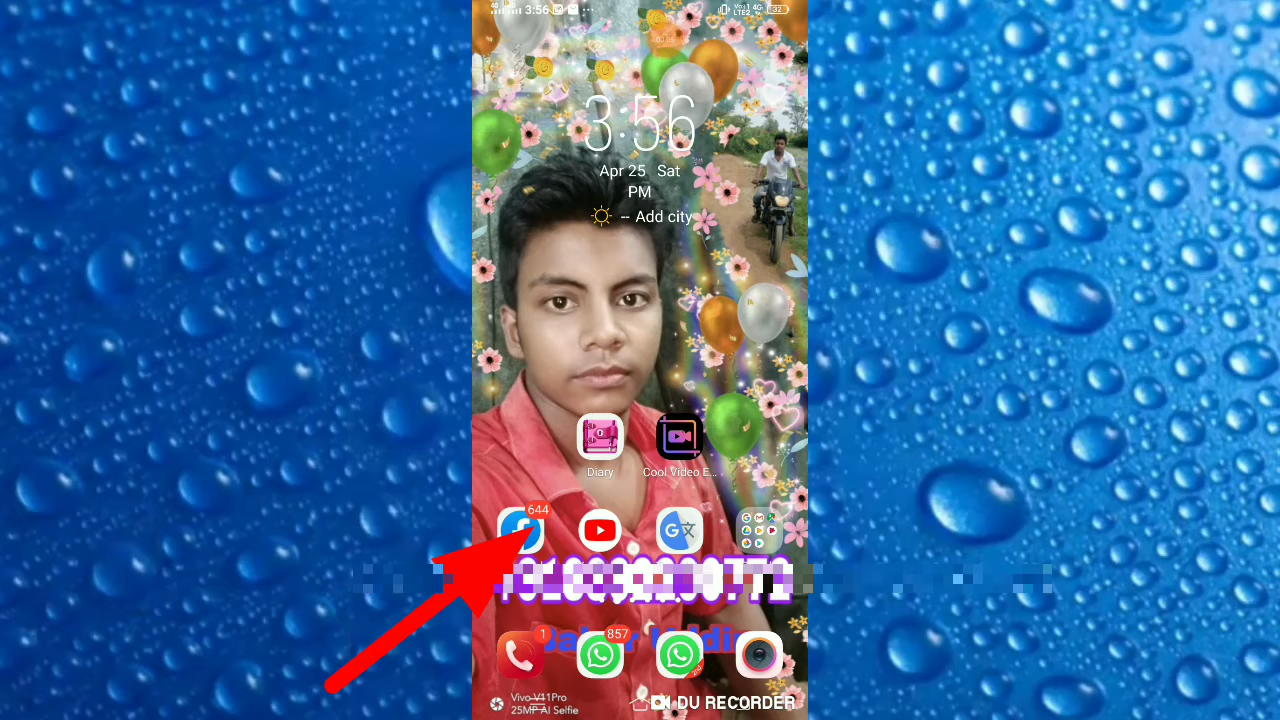 3:56
32
3:56
Apr 25 Sat
PM
-- Add city
Diary
Cool Video E...
644
1
857
Vivo V11Pro
25MP AI Selfie
DU RECORDER